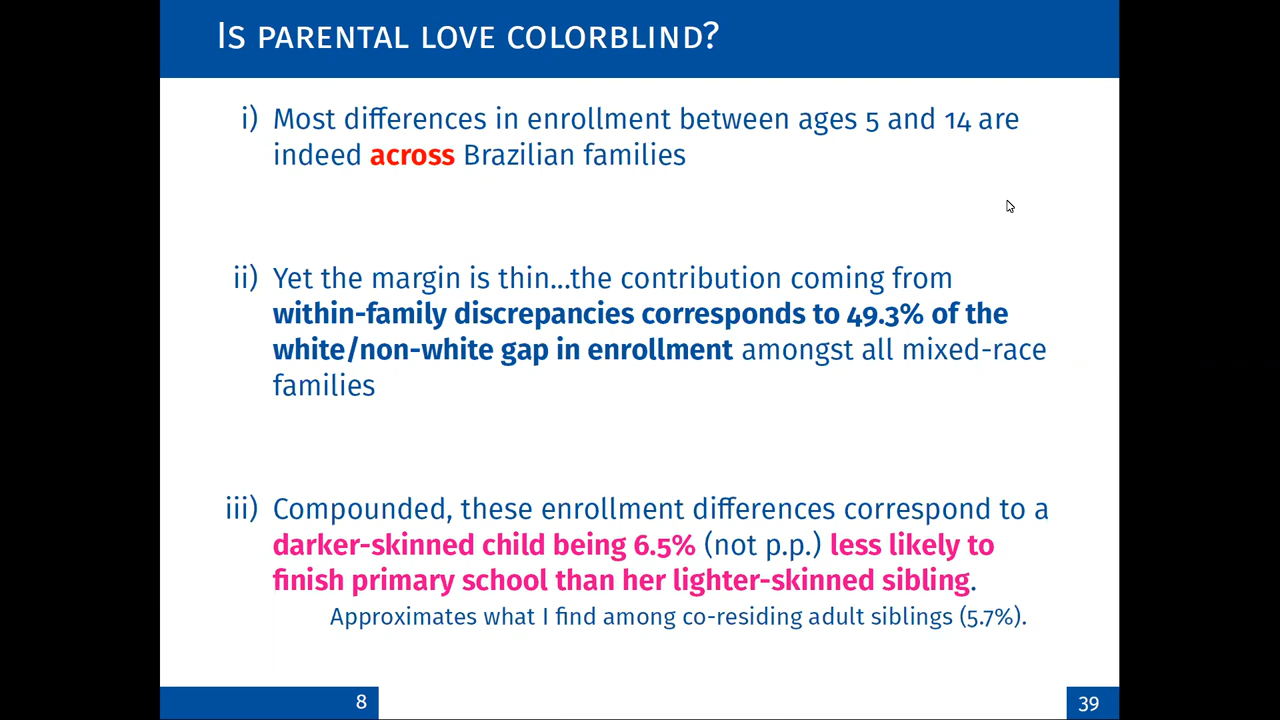 IS PARENTAL LOVE COLORBLIND?
i) Most differences in enrollment between ages 5 and 14 are
indeed across Brazilian families
ii) Yet the margin is thin...the contribution coming from
within-family discrepancies corresponds to 49.3% of the
white/non-white gap in enrollment amongst all mixed-race
families
iii) Compounded, these enrollment differences correspond to a
darker-skinned child being 6.5% (not p.p.) less likely to
finish primary school than her lighter-skinned sibling.
Approximates what I find among co-residing adult siblings (5.7%).
8
39